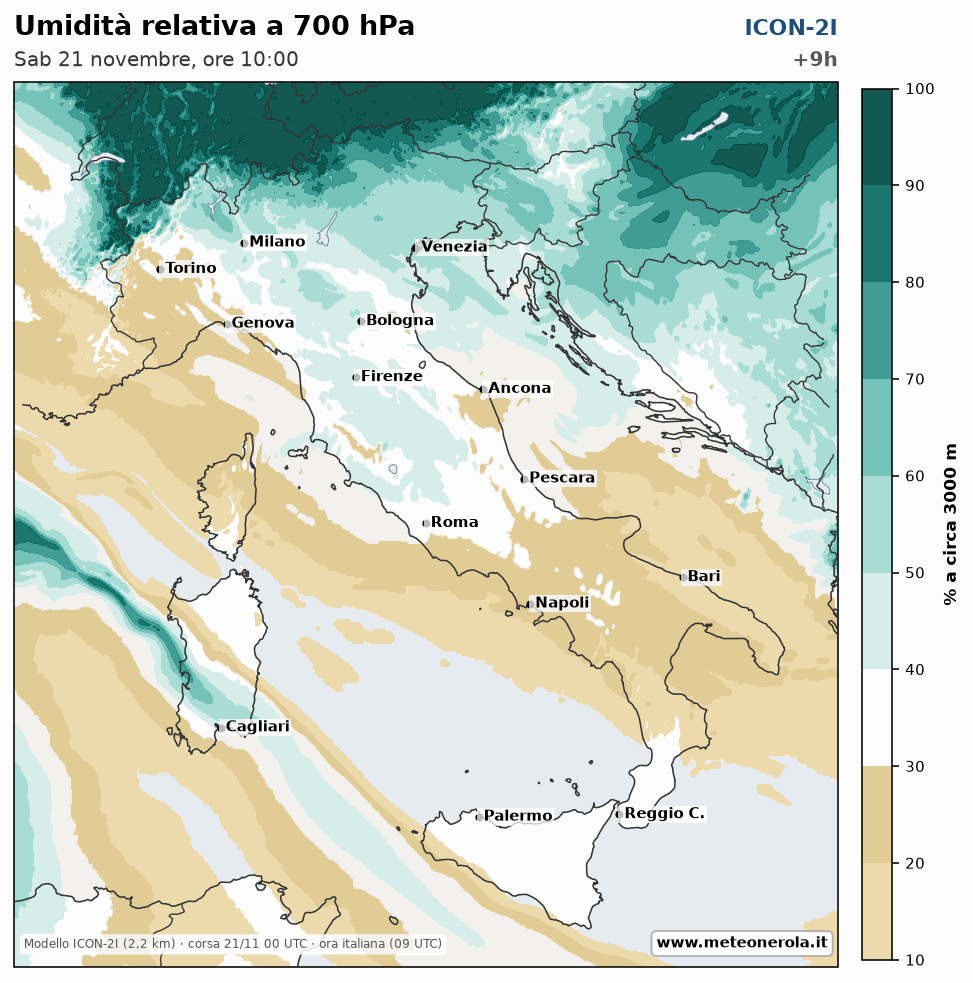 Umidità relativa a 700 hPa
ICON-2I
Sab 21 novembre, ore 10:00
+9h
Milano
Venezia
Torino
Genova
Bologna
Firenze
Ancona
Pescara
Roma
Bari
Napoli
Cagliari
Palermo
Reggio C.
100
90
80
70
60
50
40
30
20
10
% a circa 3000 m
Modello ICON-2I (2,2 km) · corsa 21/11 00 UTC · ora italiana (09 UTC)
www.meteonerola.it